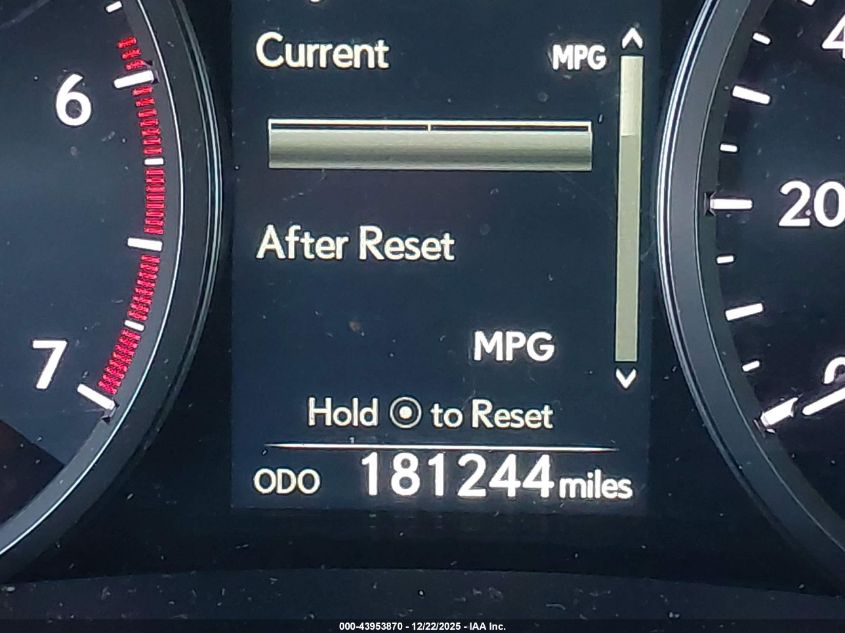 Current MPG
After Reset
MPG
Hold to Reset
ODO 181244 miles
6
7
4
20
000-43953870 - 12/22/2025 - IAA Inc.